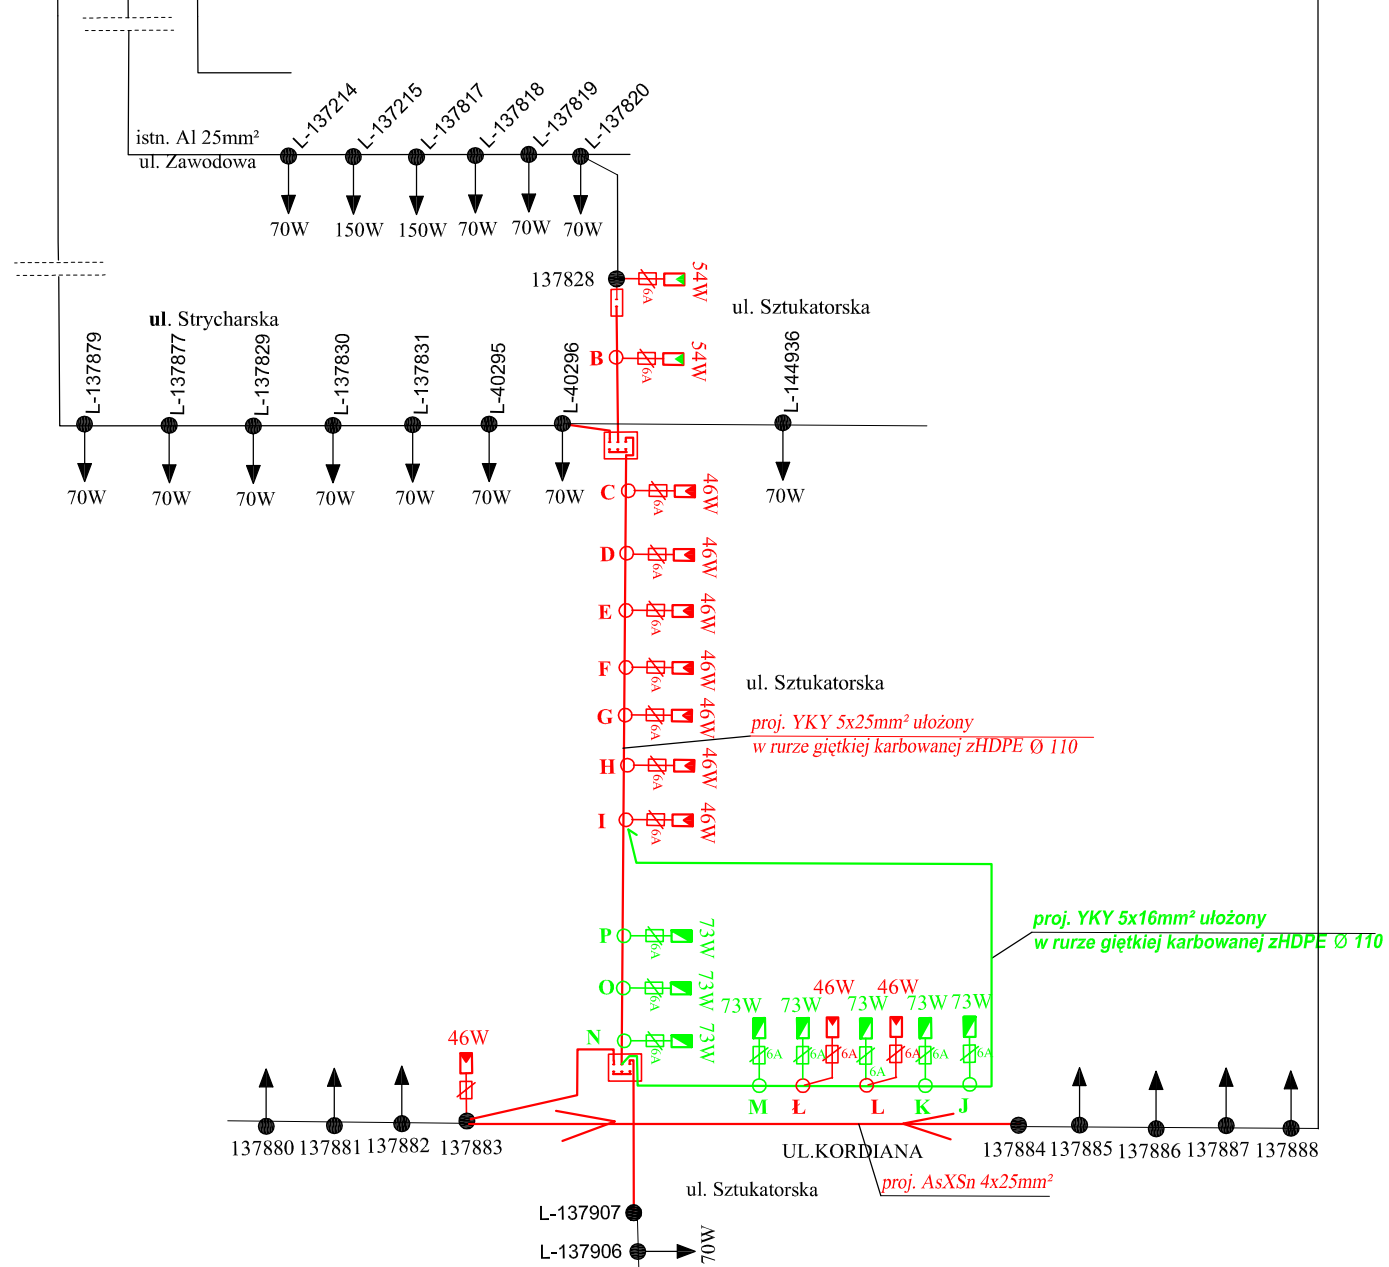 L-137214
L-137215
L-137817
L-137818
L-137819
L-137820
istn. Al 25mm²
ul. Zawodowa
70W
150W
150W
70W
70W
70W
137828
6A
54W
ul. Sztukatorska
ul. Strycharska
B
6A
54W
L-137879
L-137877
L-137829
L-137830
L-137831
L-40295
L-40296
L-144936
70W
70W
70W
70W
70W
70W
70W
70W
C
6A
46W
D
6A
46W
E
6A
46W
F
6A
46W
ul. Sztukatorska
G
6A
46W
proj. YKY 5x25mm² ułożony
w rurze giętkiej karbowanej zHDPE Ø 110
H
6A
46W
I
6A
46W
proj. YKY 5x16mm² ułożony
w rurze giętkiej karbowanej zHDPE Ø 110
P
6A
73W
O
6A
73W
N
6A
73W
46W
46W
73W
73W
73W
73W
73W
6A
6A
6A
6A
6A
6A
6A
M
Ł
L
K
J
46W
137880
137881
137882
137883
UL.KORDIANA
137884
137885
137886
137887
137888
proj. AsXSn 4x25mm²
ul. Sztukatorska
L-137907
L-137906
70W